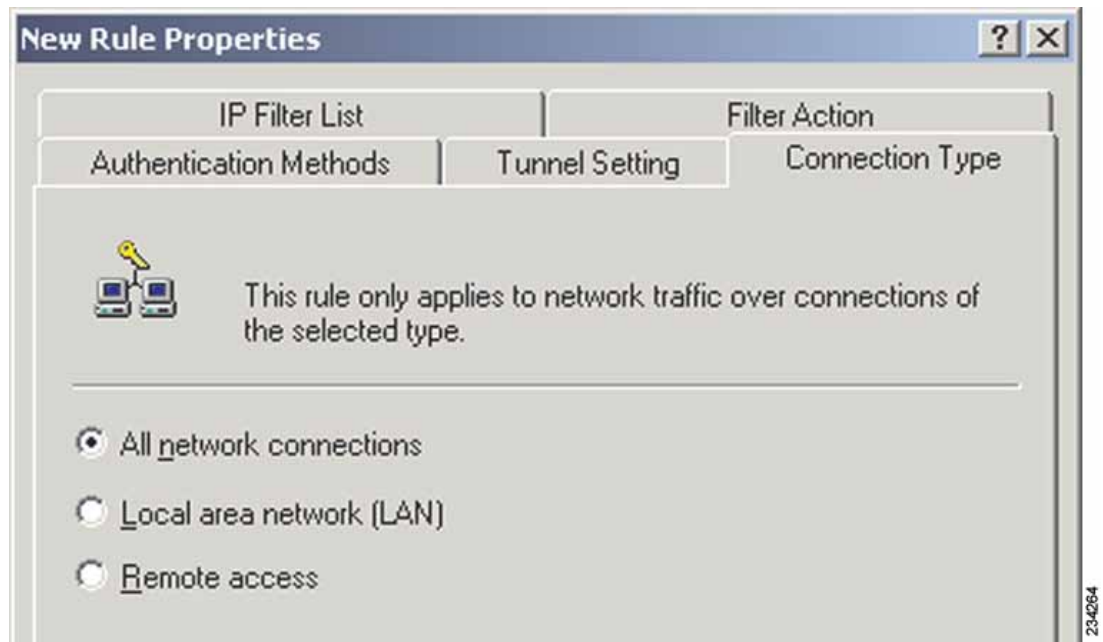 New Rule Properties
? X
IP Filter List
Filter Action
Authentication Methods
Tunnel Setting
Connection Type
This rule only applies to network traffic over connections of
the selected type.
All network connections
Local area network (LAN)
Remote access
234264